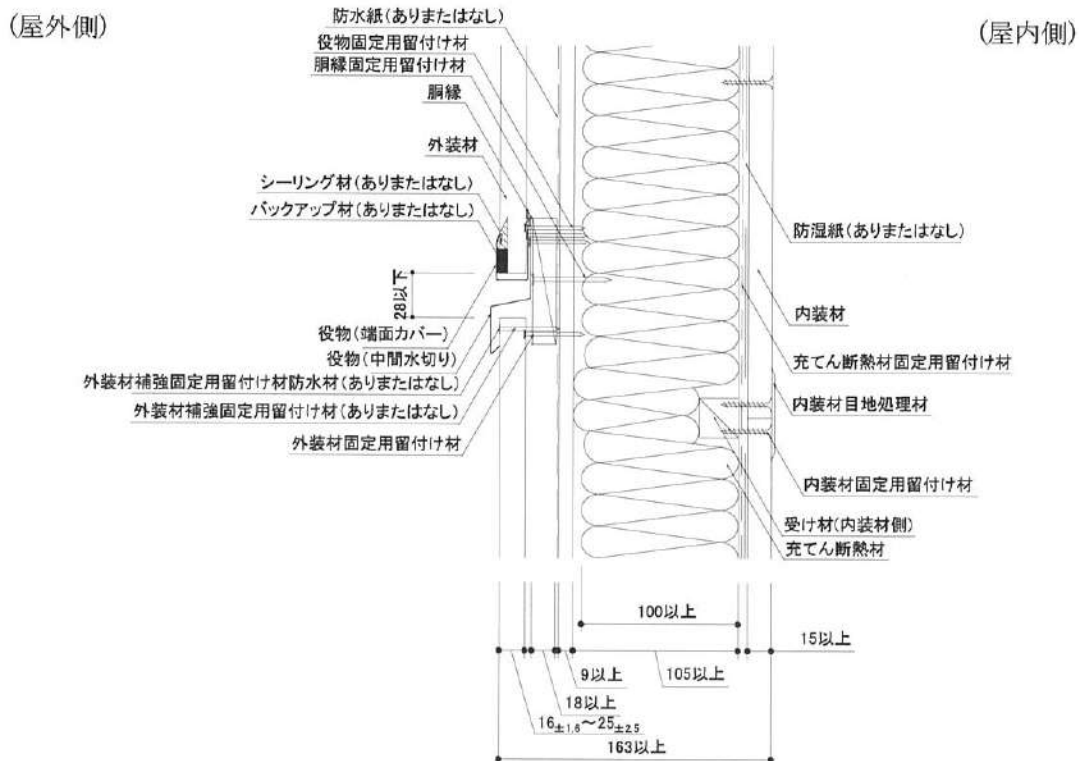 (屋外側)
(屋内側)
防水紙(ありまたはなし)
役物固定用留付け材
胴縁固定用留付け材
胴縁
外装材
シーリング材(ありまたはなし)
バックアップ材(ありまたはなし)
28以下
役物(端面カバー)
役物(中間水切り)
外装材補強固定用留付け材防水材(ありまたはなし)
外装材補強固定用留付け材(ありまたはなし)
外装材固定用留付け材
防湿紙(ありまたはなし)
内装材
充てん断熱材固定用留付け材
内装材目地処理材
内装材固定用留付け材
受け材(内装材側)
充てん断熱材
100以上
15以上
9以上
105以上
18以上
16±1.6～25±2.5
163以上